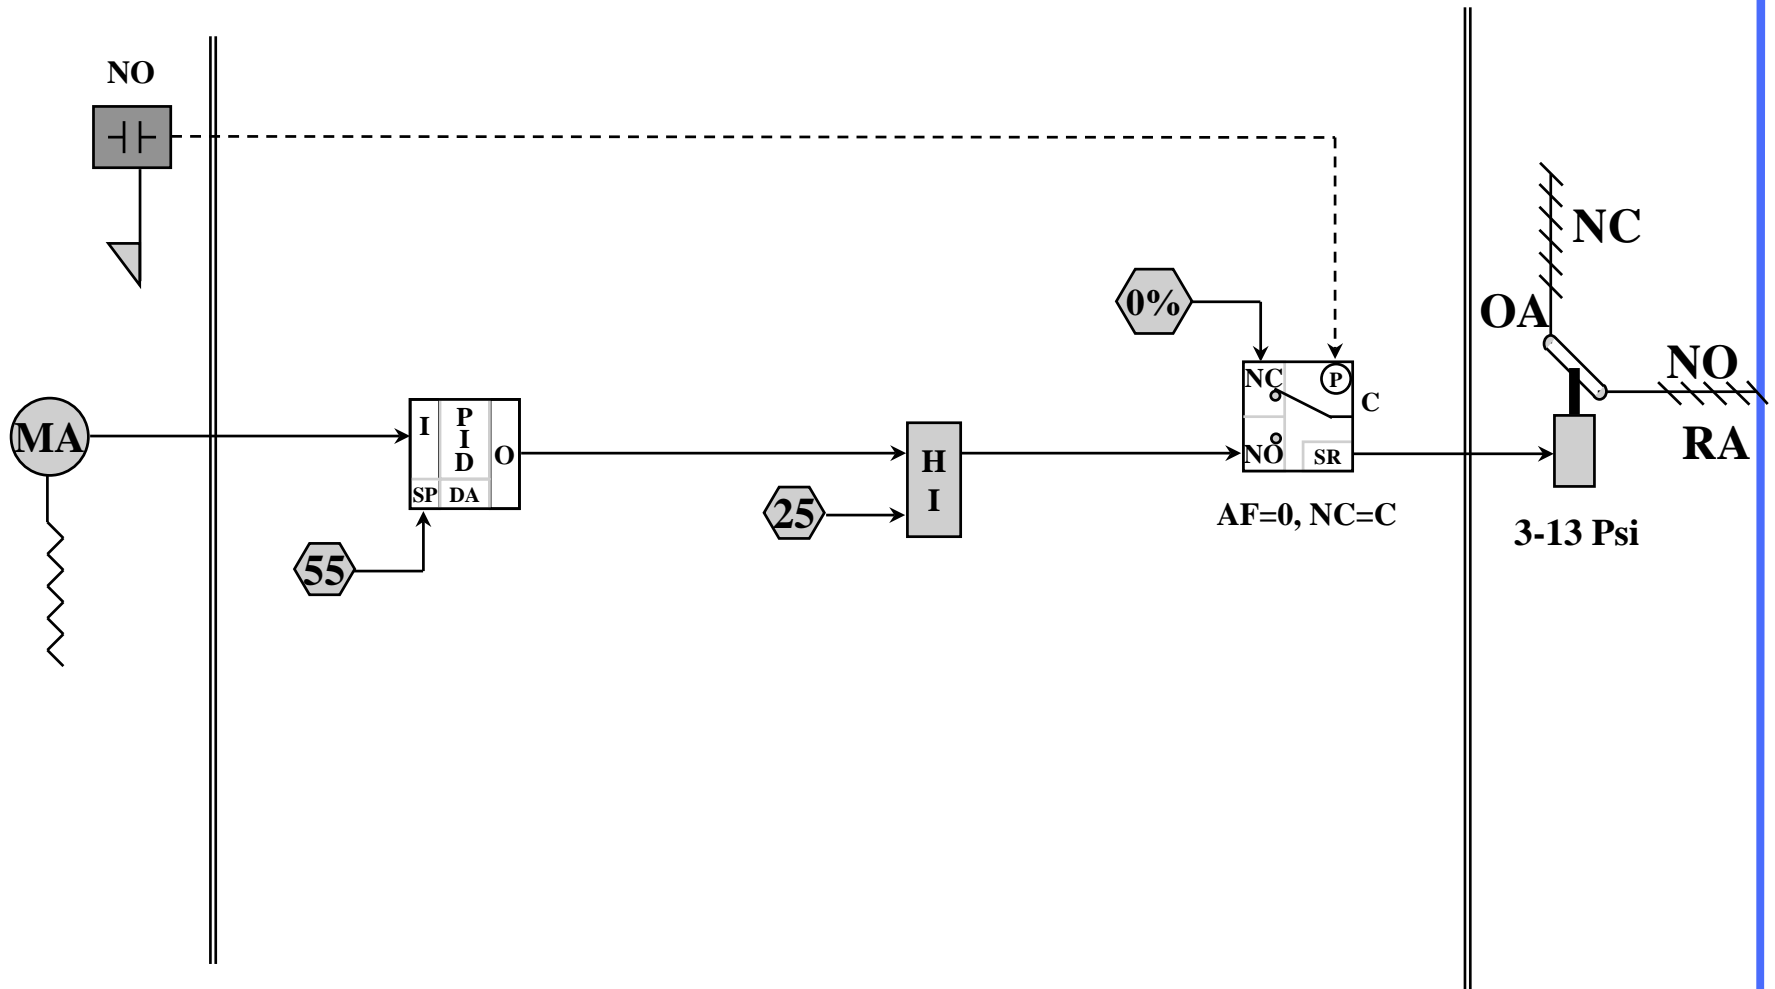 NO
NC
OA
0%
NO
NC
P
C
MA
I
P
I
D
O
H
I
NO
SR
RA
SP
DA
25
AF=0, NC=C
3-13 Psi
55